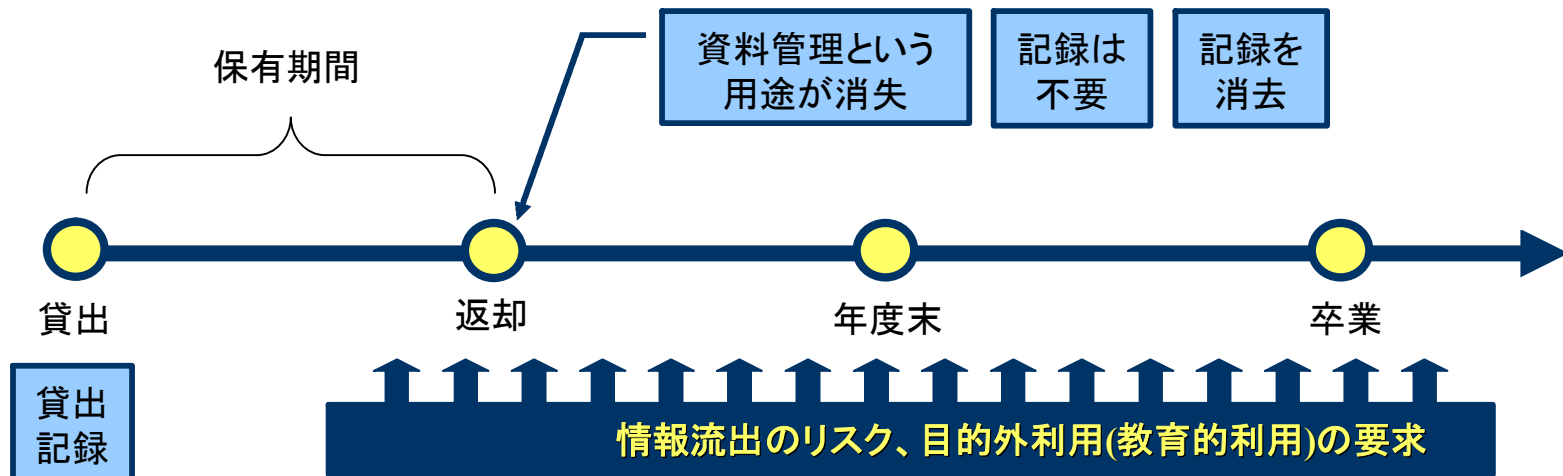 保有期間
資料管理という
用途が消失
記録は
不要
記録を
消去
貸出
返却
年度末
卒業
貸出
記録
情報流出のリスク、目的外利用(教育的利用)の要求